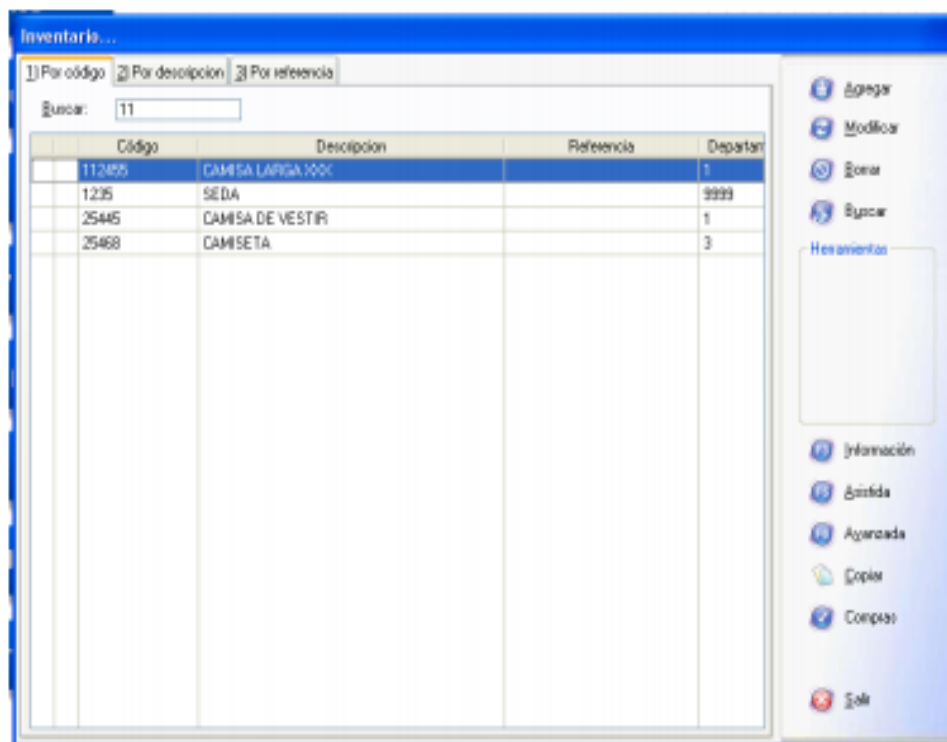 Inventario...
1) Por código 2) Por descripcion 3) Por referencia
Buscar: 11
Código Descripcion Referencia Departam
112455 CAMISA LARGA XXX 1
1235 SEDA 9999
25445 CAMISA DE VESTIR 1
25468 CAMISETA 3
Agregar
Modificar
Borrar
Buscar
Herramientas
Información
Asistida
Avanzada
Copiar
Compras
Salir